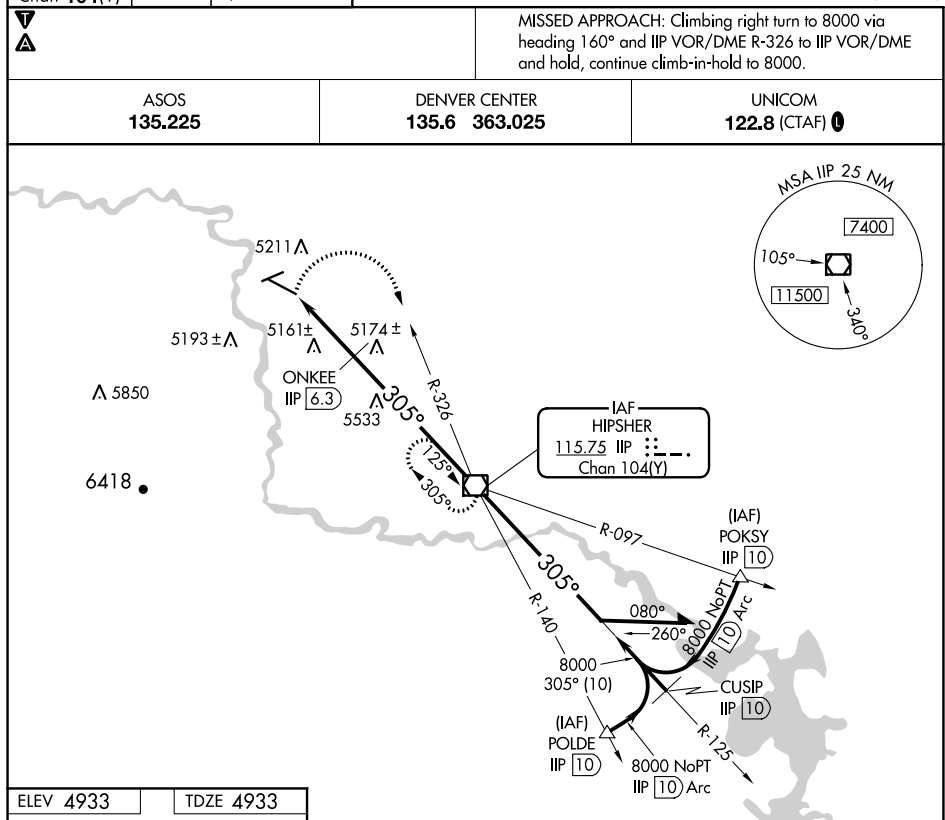 Chan 104(Y)
T
A
MISSED APPROACH: Climbing right turn to 8000 via
heading 160° and IIP VOR/DME R-326 to IIP VOR/DME
and hold, continue climb-in-hold to 8000.
ASOS
135.225
DENVER CENTER
135.6 363.025
UNICOM
122.8 (CTAF) L
MSA IIP 25 NM
7400
105°
11500
340°
5211
5193 ±
5161±
5174 ±
ONKEE
IIP 6.3
5850
5533
305°
R-326
6418
125°
305°
IAF
HIPSHER
115.75 IIP
Chan 104(Y)
R-097
(IAF)
POKSY
IIP 10
305°
R-140
080°
260°
8000 NoPT
IIP 10 Arc
8000
305° (10)
CUSIP
IIP 10
(IAF)
POLDE
IIP 10
R-125
8000 NoPT
IIP 10 Arc
ELEV 4933
TDZE 4933